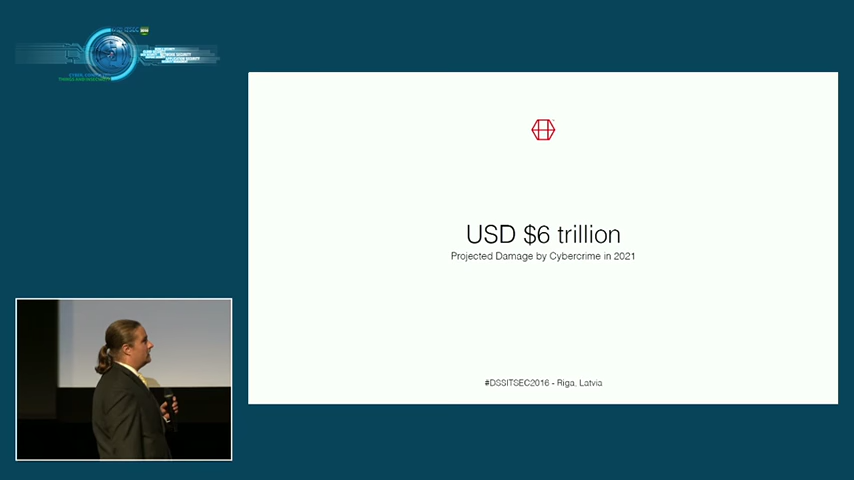 USD $6 trillion
Projected Damage by Cybercrime in 2021
#DSSITSEC2016 - Riga, Latvia